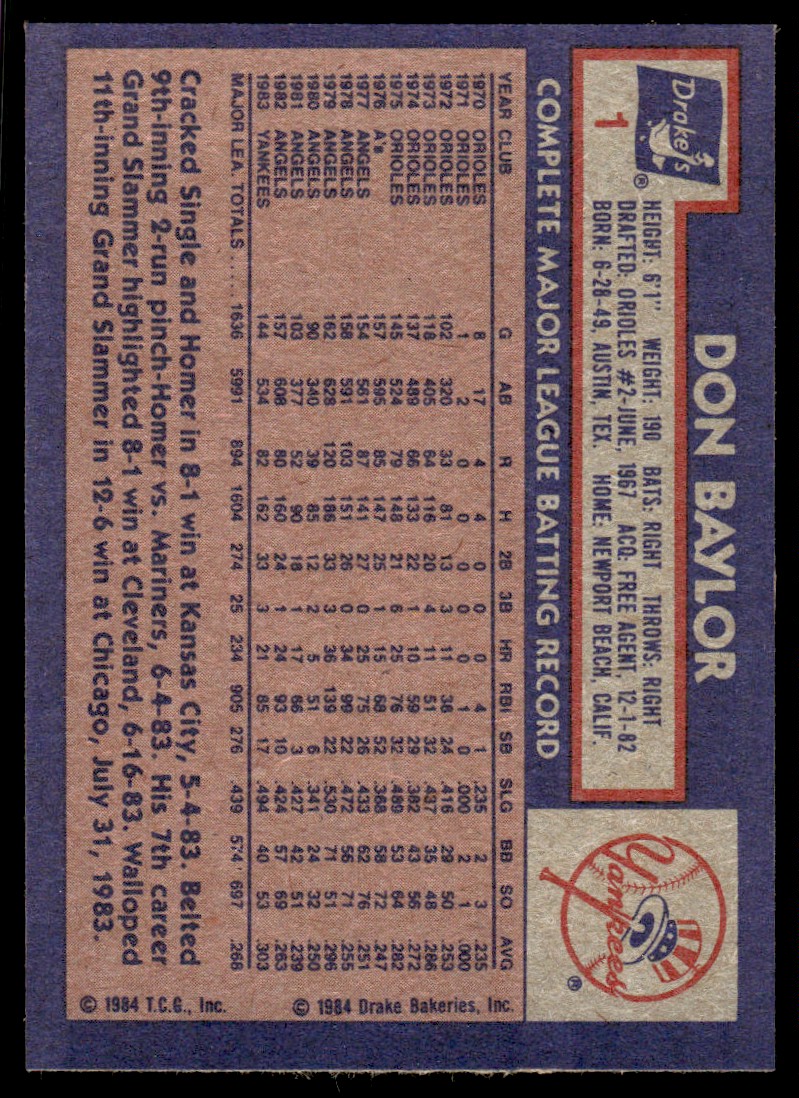 Drake's ®
1
DON BAYLOR
HEIGHT: 6'1" WEIGHT: 190 BATS: RIGHT THROWS: RIGHT
DRAFTED: ORIOLES #2-JUNE, 1967 ACQ. FREE AGENT, 12-1-82
BORN: 6-28-49, AUSTIN, TEX. HOME: NEWPORT BEACH, CALIF.
Yankees ®
COMPLETE MAJOR LEAGUE BATTING RECORD
YEAR CLUB G AB R H 2B 3B HR RBI SB SLG BB SO AVG
1970 ORIOLES 8 17 4 4 0 0 0 4 1 .235 2 3 .235
1971 ORIOLES 1 2 0 0 0 0 0 1 0 .000 2 1 .000
1972 ORIOLES 102 320 33 81 13 3 11 38 24 .416 29 50 .253
1973 ORIOLES 118 405 64 116 20 4 11 51 32 .437 35 48 .286
1974 ORIOLES 137 489 66 133 22 1 10 59 29 .382 43 56 .272
1975 ORIOLES 145 524 79 148 21 6 25 76 32 .489 53 64 .282
1976 A's 157 595 85 147 25 1 15 68 52 .368 58 72 .247
1977 ANGELS 154 561 87 141 27 0 25 75 26 .433 62 76 .251
1978 ANGELS 158 591 103 151 26 0 34 99 22 .472 56 71 .255
1979 ANGELS 162 628 120 186 33 3 36 139 22 .530 71 51 .296
1980 ANGELS 90 340 39 85 12 2 5 51 6 .341 24 32 .250
1981 ANGELS 103 377 52 90 18 1 17 66 3 .427 42 51 .239
1982 ANGELS 157 608 80 160 24 1 24 93 10 .424 57 69 .263
1983 YANKEES 144 534 82 162 33 3 21 85 17 .494 40 53 .303
MAJOR LEA. TOTALS ..... 1636 5991 894 1604 274 25 234 905 276 .439 574 697 .268
Cracked Single and Homer in 8-1 win at Kansas City, 5-4-83. Belted
9th-inning 2-run pinch-Homer vs. Mariners, 6-4-83. His 7th career
Grand Slammer highlighted 8-1 win at Cleveland, 6-16-83. Walloped
11th-inning Grand Slammer in 12-6 win at Chicago, July 31, 1983.
© 1984 T.C.G., Inc. © 1984 Drake Bakeries, Inc.